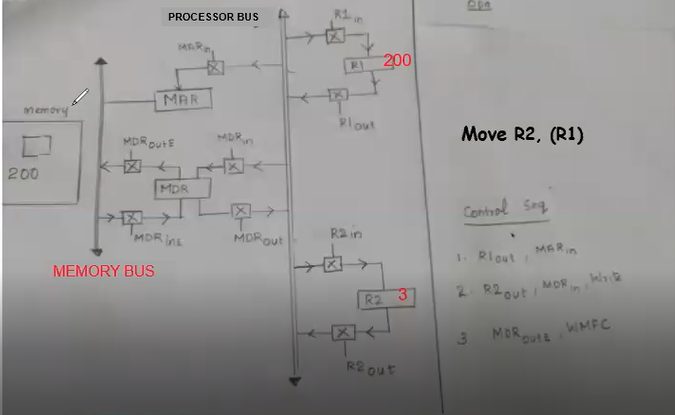 PROCESSOR BUS
R1in
MARin
R1
200
memory
MAR
R1out
Move R2, (R1)
MDRoutE
MDRin
200
MDR
Control Seq
MDRinE
MDRout
R2in
1. R1out, MARin
MEMORY BUS
2. R2out, MDRin, Write
R2
3
3 MDRoutE, WMFC
R2out